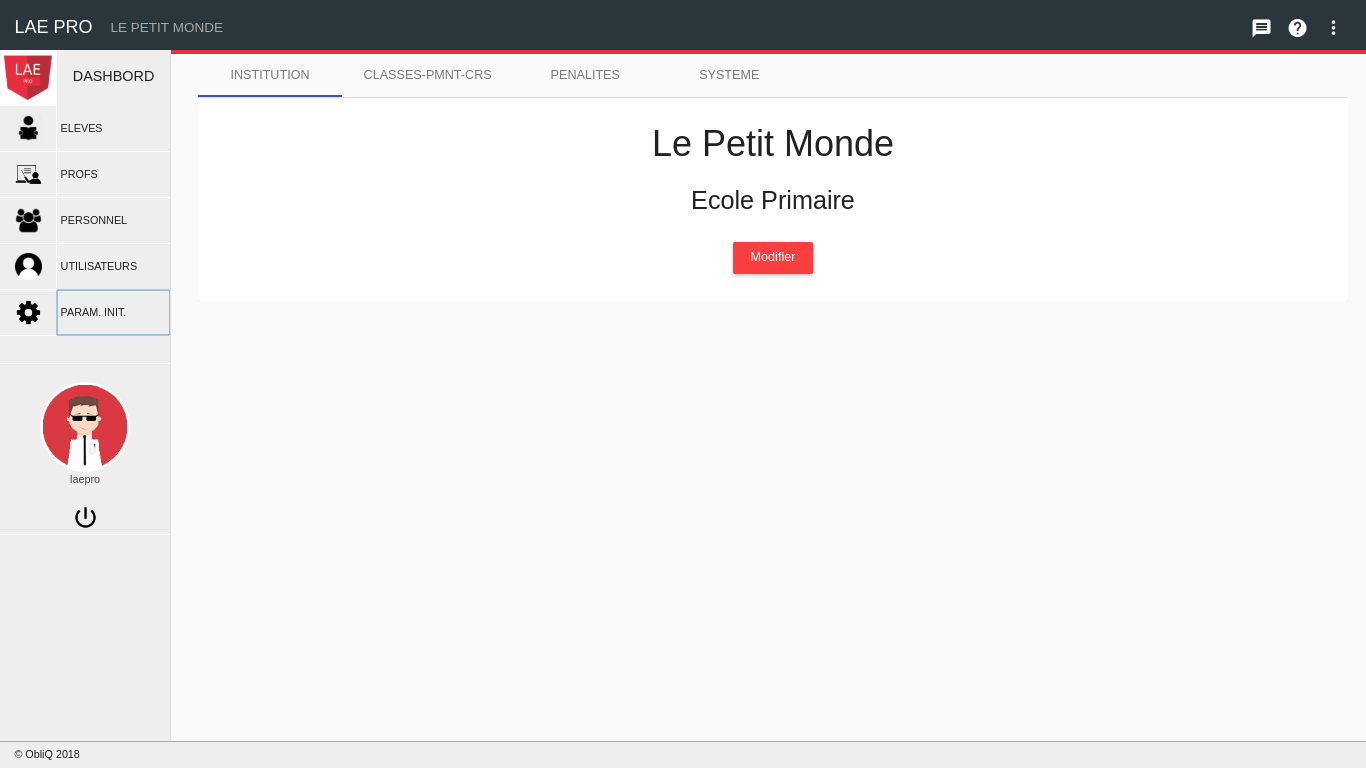 LAE PRO LE PETIT MONDE
LAE
PRO
DASHBORD
INSTITUTION CLASSES-PMNT-CRS PENALITES SYSTEME
ELEVES
PROFS
PERSONNEL
UTILISATEURS
PARAM. INIT.
Le Petit Monde
Ecole Primaire
Modifier
laepro
© ObliQ 2018